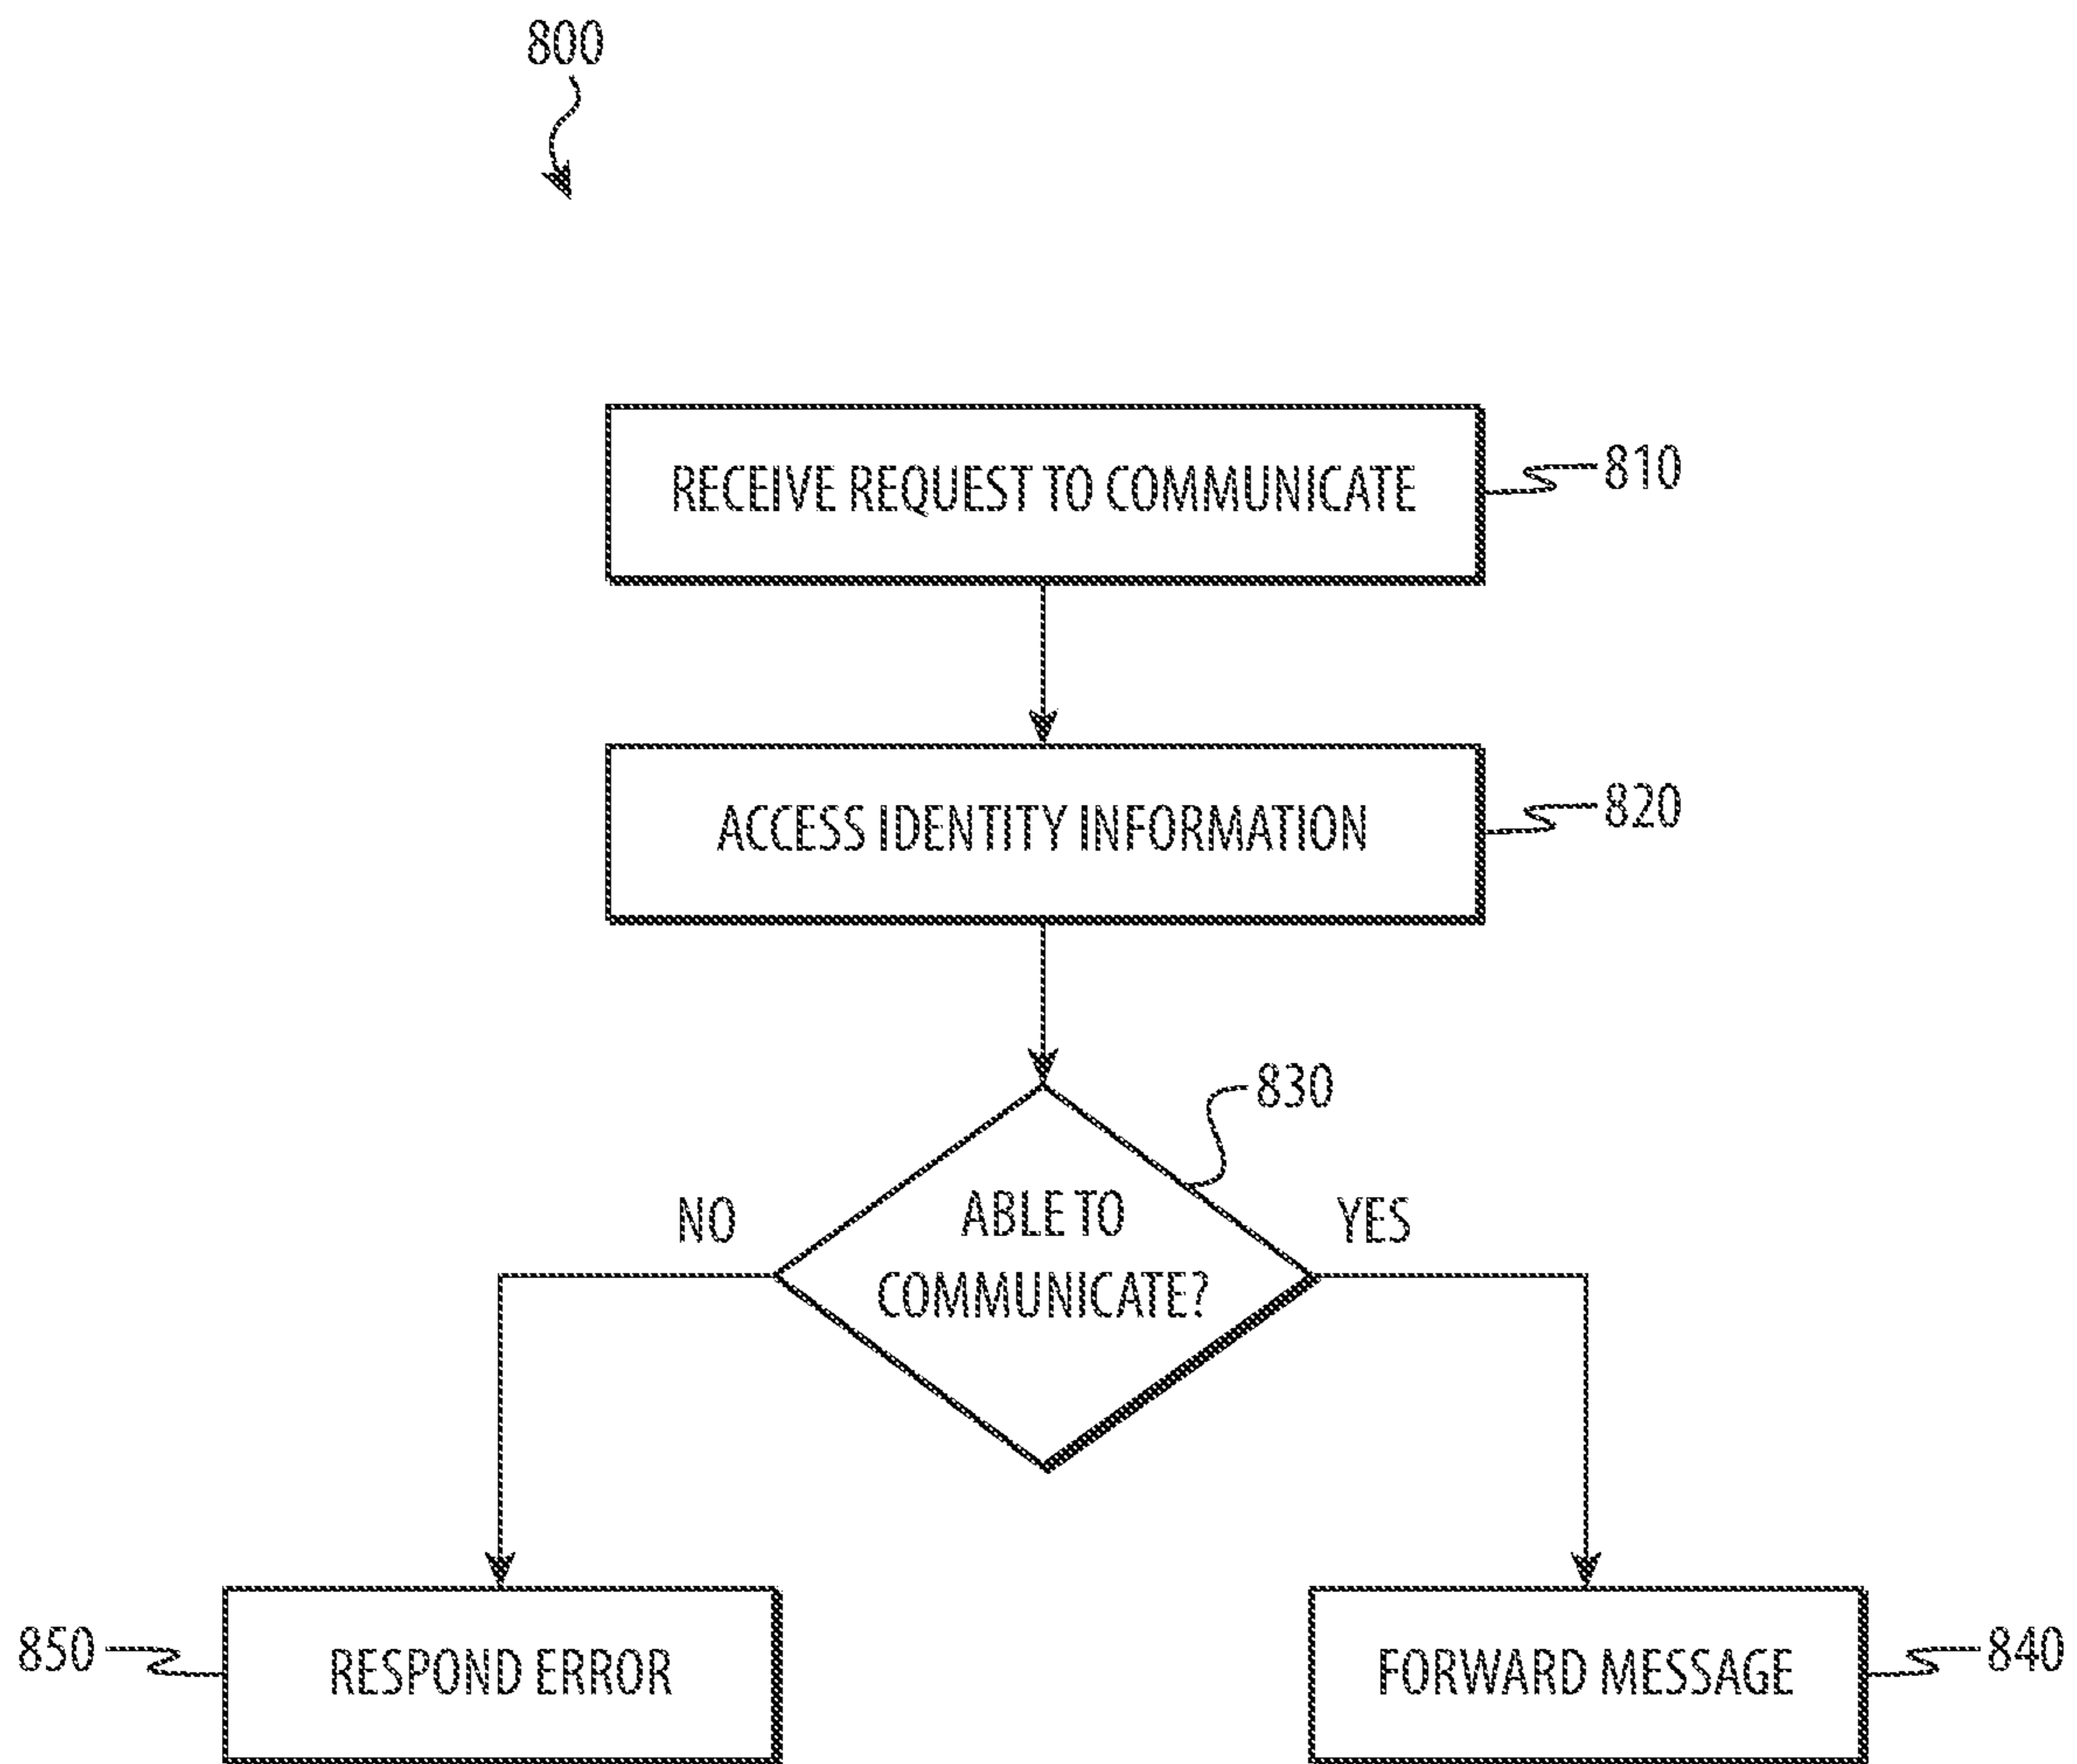 800
RECEIVE REQUEST TO COMMUNICATE
810
ACCESS IDENTITY INFORMATION
820
830
NO
ABLE TO
COMMUNICATE?
YES
850
RESPOND ERROR
FORWARD MESSAGE
840